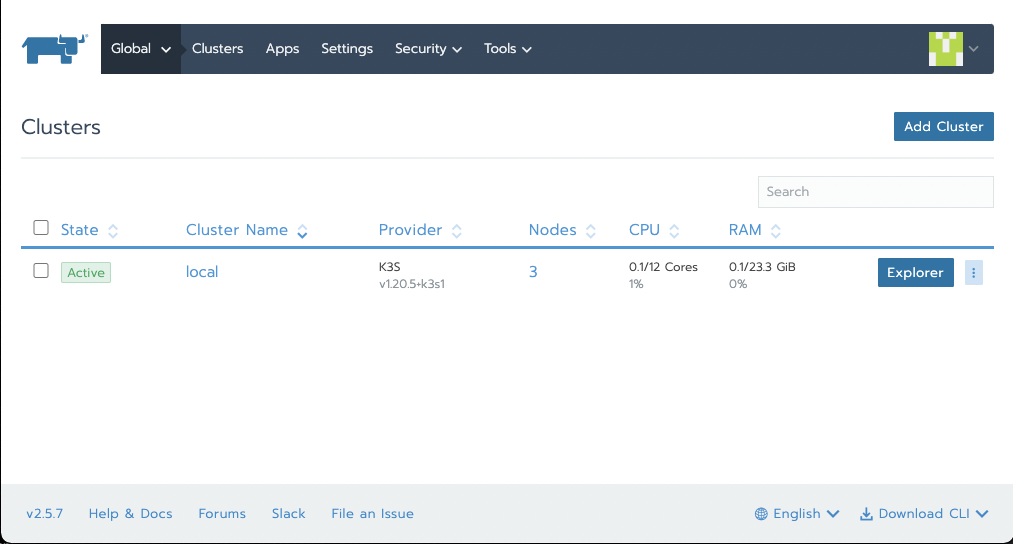 Global Clusters Apps Settings Security Tools
Clusters
Add Cluster
Search
State Cluster Name Provider Nodes CPU RAM
Active local K3S 3 0.1/12 Cores 0.1/23.3 GiB Explorer
v1.20.5+k3s1 1% 0%
v2.5.7 Help & Docs Forums Slack File an Issue English Download CLI